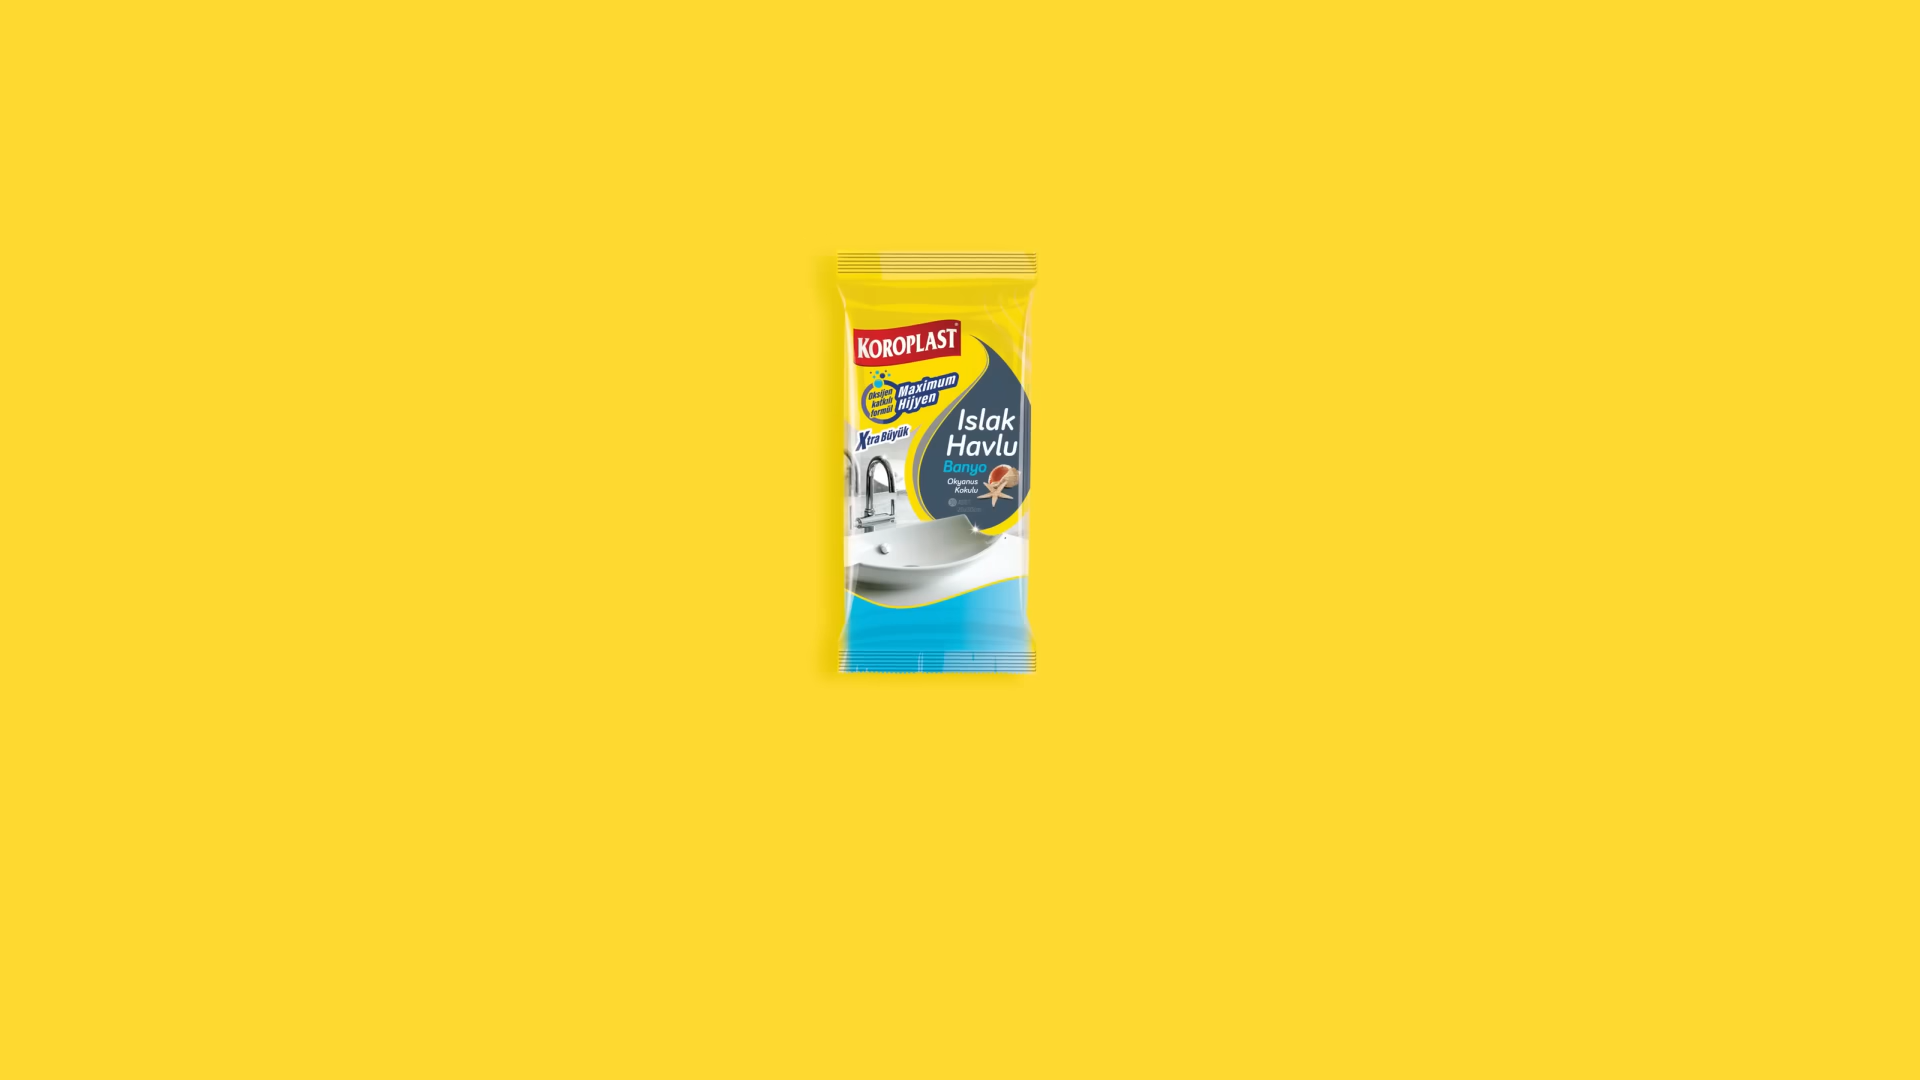 KOROPLAST
Oksijen
katkılı
formül
Maximum
Hijyen
Xtra Büyük
Islak
Havlu
Banyo
Okyanus
Kokulu